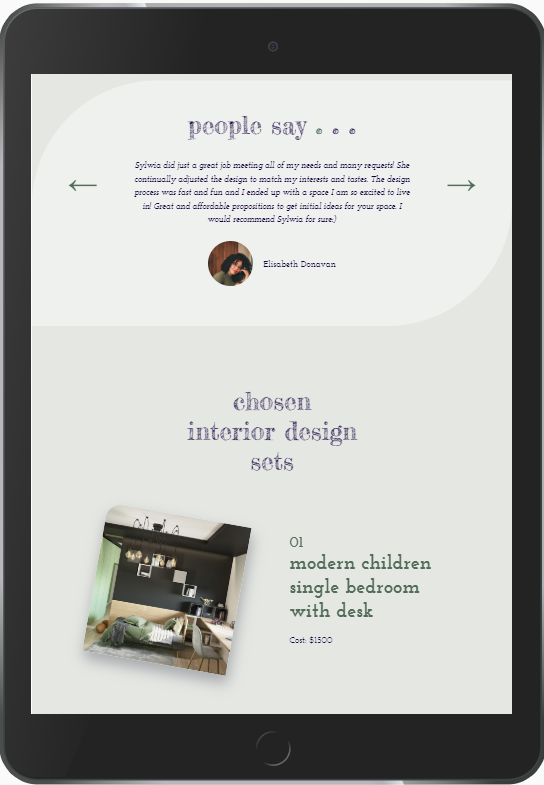 people say . . .
Sylwia did just a great job meeting all of my needs and many requests! She
continually adjusted the design to match my interests and tastes. The design
process was fast and fun and I ended up with a space I am so excited to live
in! Great and affordable propositions to get initial ideas for your space. I
would recommend Sylwia for sure:)
Elisabeth Donavan
chosen
interior design
sets
01
modern children
single bedroom
with desk
Cost: $1500